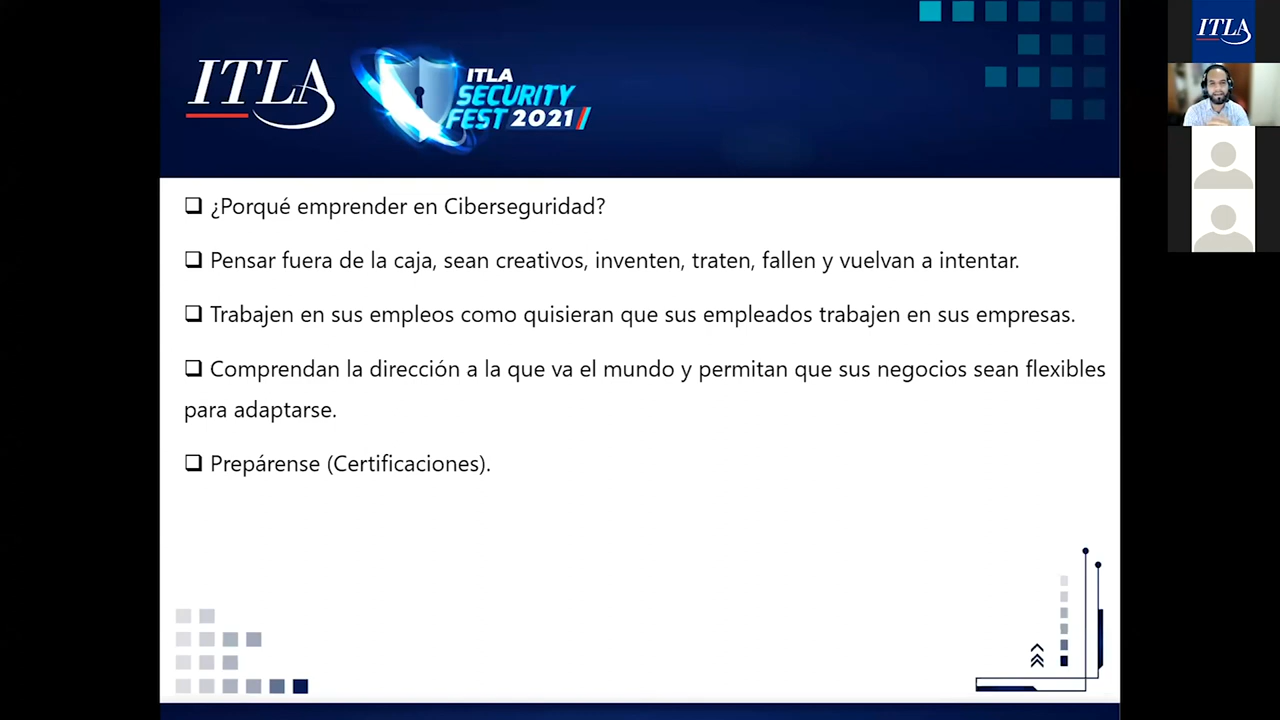 ITLA
ITLA
SECURITY
FEST 2021
❑ ¿Porqué emprender en Ciberseguridad?
❑ Pensar fuera de la caja, sean creativos, inventen, traten, fallen y vuelvan a intentar.
❑ Trabajen en sus empleos como quisieran que sus empleados trabajen en sus empresas.
❑ Comprendan la dirección a la que va el mundo y permitan que sus negocios sean flexibles
para adaptarse.
❑ Prepárense (Certificaciones).
ITLA